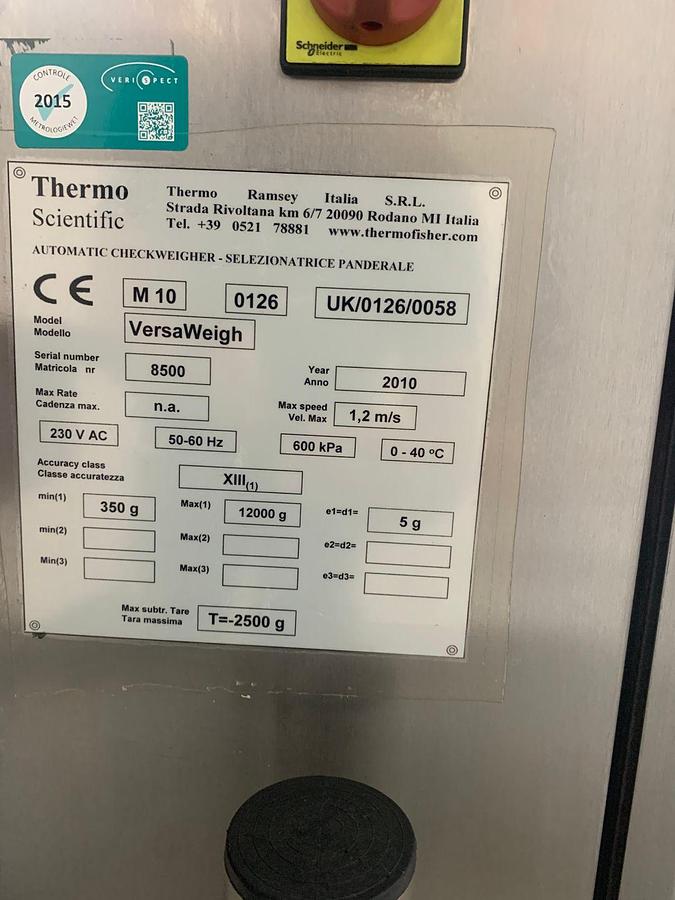 Schneider
Electric
CONTROLE
2015
METROLOGIEWET
VERISPECT
Thermo
Scientific
Thermo Ramsey Italia S.R.L.
Strada Rivoltana km 6/7 20090 Rodano MI Italia
Tel. +39 0521 78881 www.thermofisher.com
AUTOMATIC CHECKWEIGHER - SELEZIONATRICE PANDERALE
CE M 10 0126 UK/0126/0058
Model
Modello
VersaWeigh
Serial number
Matricola nr
8500
Year
Anno
2010
Max Rate
Cadenza max.
n.a.
Max speed
Vel. Max
1,2 m/s
230 V AC 50-60 Hz 600 kPa 0 - 40 ºC
Accuracy class
Classe accuratezza
XIII(1)
min(1) 350 g Max(1) 12000 g e1=d1= 5 g
min(2) Max(2) e2=d2=
Min(3) Max(3) e3=d3=
Max subtr. Tare
Tara massima
T=-2500 g